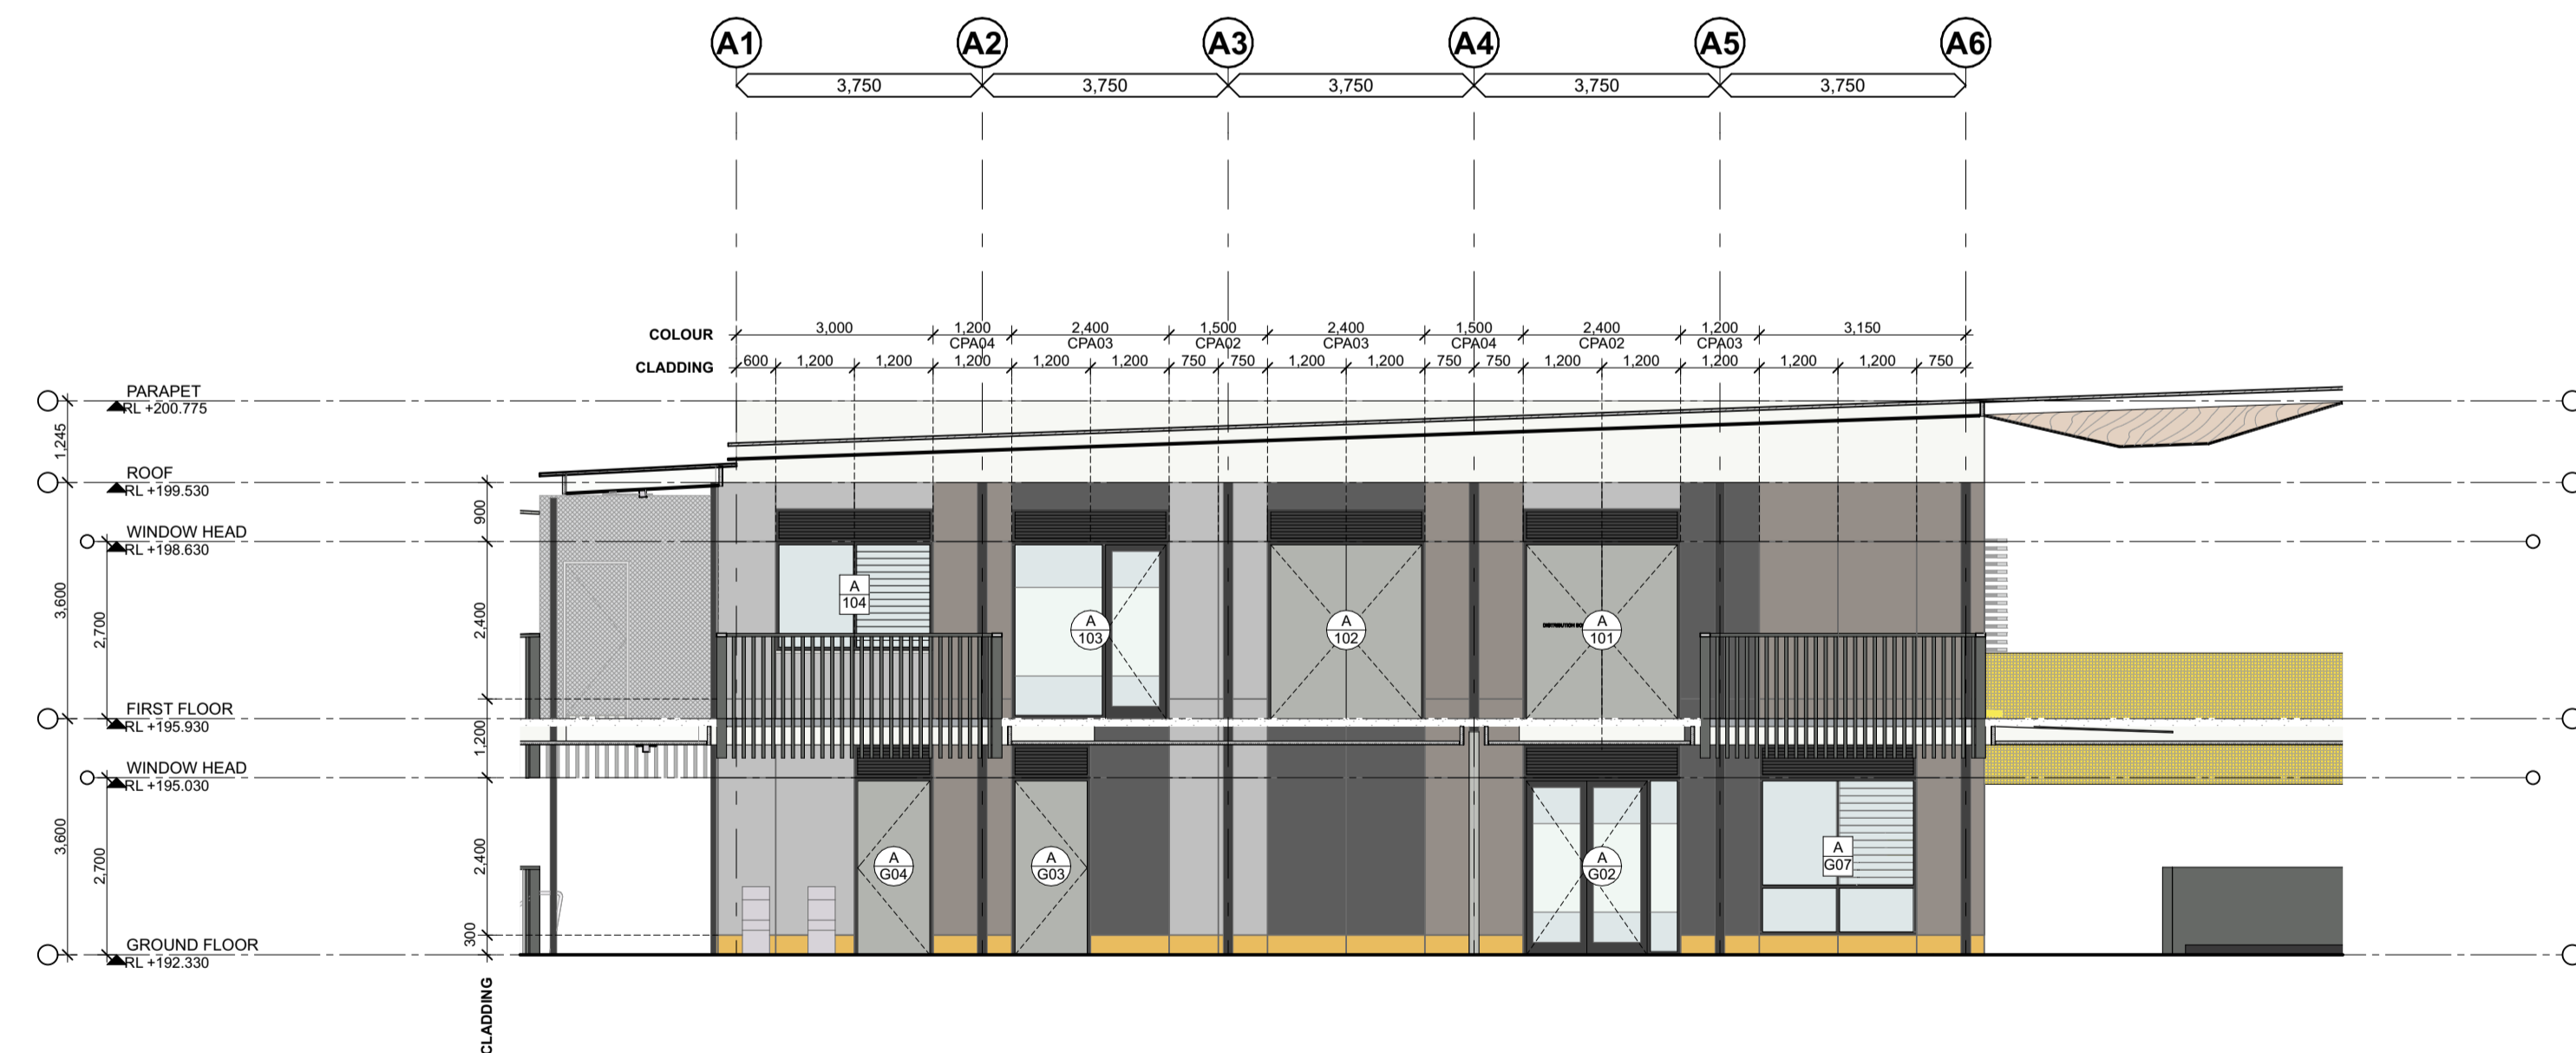 A1 A2 A3 A4 A5 A6
3,750 3,750 3,750 3,750 3,750
COLOUR 3,000 1,200 2,400 1,500 2,400 1,500 2,400 1,200 3,150
CPA04 CPA03 CPA02 CPA03 CPA04 CPA02 CPA03
CLADDING 600 1,200 1,200 1,200 1,200 1,200 750 750 1,200 1,200 750 750 1,200 1,200 1,200 1,200 1,200 750
PARAPET
RL +200.775
1,245
ROOF
RL +199.530
900
WINDOW HEAD
RL +198.630
3,600
2,700
2,400
A
104
A
103
A
102
DISTRIBUTION
A
101
FIRST FLOOR
RL +195.930
1,200
WINDOW HEAD
RL +195.030
3,600
2,700
2,400
A
G04
A
G03
A
G02
A
G07
300
GROUND FLOOR
RL +192.330
CLADDING